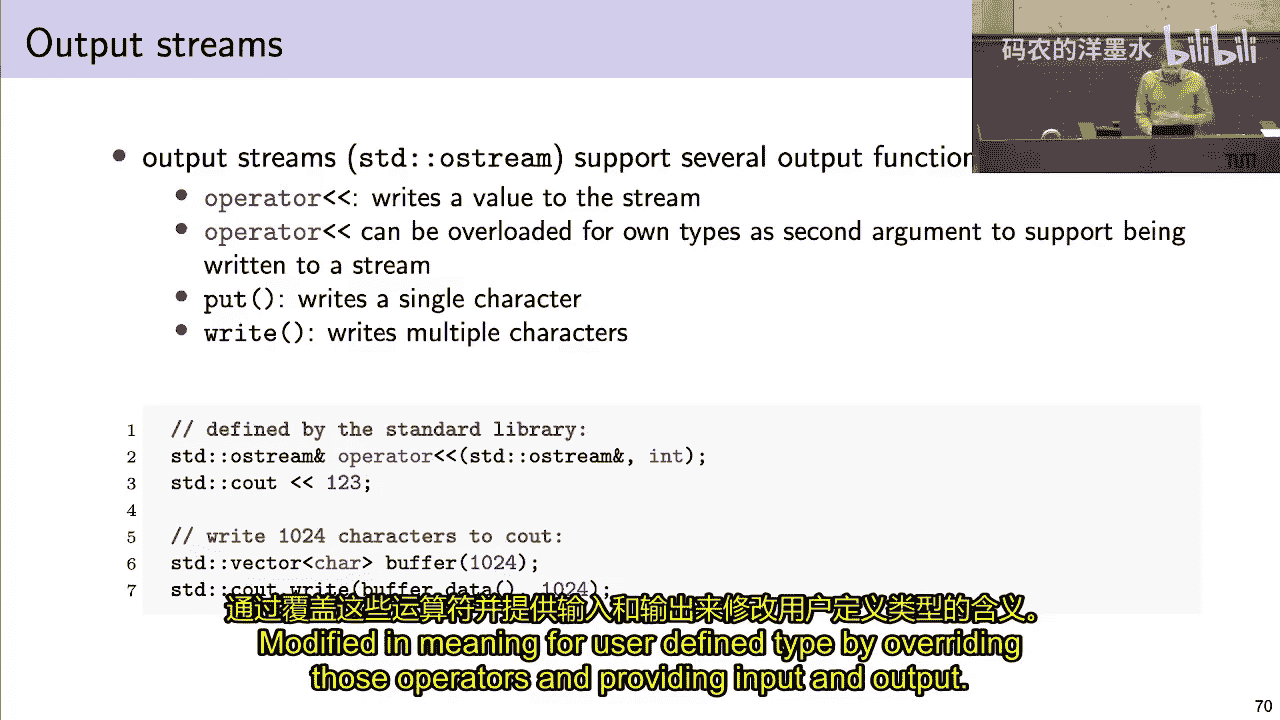 Output streams
码农的洋墨水 bilibili
TUM
• output streams (std::ostream) support several output function
• operator<<: writes a value to the stream
• operator<< can be overloaded for own types as second argument to support being
written to a stream
• put(): writes a single character
• write(): writes multiple characters
1 // defined by the standard library:
2 std::ostream& operator<<(std::ostream&, int);
3 std::cout << 123;
4
5 // write 1024 characters to cout:
6 std::vector<char> buffer(1024);
7 std::cout.write(buffer.data(), 1024);
通过覆盖这些运算符并提供输入和输出来修改用户定义类型的含义。
Modified in meaning for user defined type by overriding
those operators and providing input and output.
70